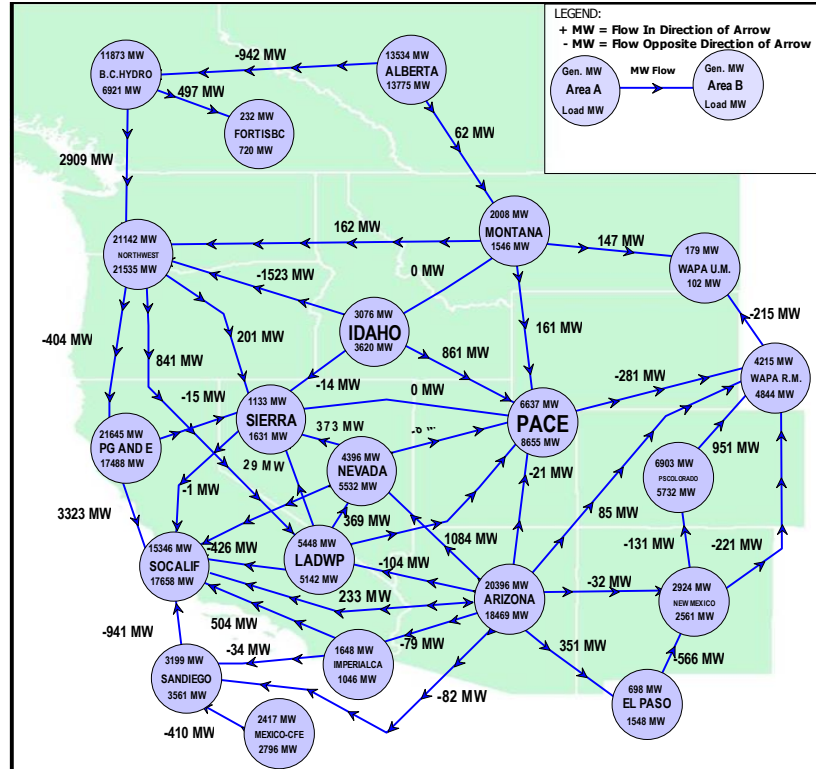 LEGEND:
+ MW = Flow In Direction of Arrow
- MW = Flow Opposite Direction of Arrow
Gen. MW
Area A
Load MW
MW Flow
Gen. MW
Area B
Load MW
11873 MW
B.C.HYDRO
6921 MW
-942 MW
13534 MW
ALBERTA
13775 MW
497 MW
232 MW
FORTISBC
720 MW
62 MW
2909 MW
2008 MW
MONTANA
1546 MW
162 MW
147 MW
21142 MW
NORTHWEST
21535 MW
179 MW
WAPA U.M.
102 MW
0 MW
-1523 MW
161 MW
-215 MW
3076 MW
IDAHO
3620 MW
-404 MW
841 MW
201 MW
861 MW
-281 MW
4215 MW
WAPA R.M.
4844 MW
-15 MW
-14 MW
0 MW
1133 MW
SIERRA
1631 MW
6637 MW
PACE
8655 MW
21645 MW
PG AND E
17488 MW
373 MW
951 MW
4396 MW
NEVADA
5532 MW
29 MW
-21 MW
6903 MW
PSCOLORADO
5732 MW
-1 MW
3323 MW
369 MW
85 MW
1084 MW
-131 MW
-221 MW
15346 MW
SOCALIF
17658 MW
-426 MW
5448 MW
LADWP
5142 MW
-104 MW
20396 MW
ARIZONA
18469 MW
-32 MW
2924 MW
NEW MEXICO
2561 MW
233 MW
504 MW
-941 MW
-34 MW
1648 MW
IMPERIALCA
1046 MW
-79 MW
351 MW
-566 MW
3199 MW
SANDIEGO
3561 MW
-82 MW
698 MW
EL PASO
1548 MW
-410 MW
2417 MW
MEXICO-CFE
2796 MW